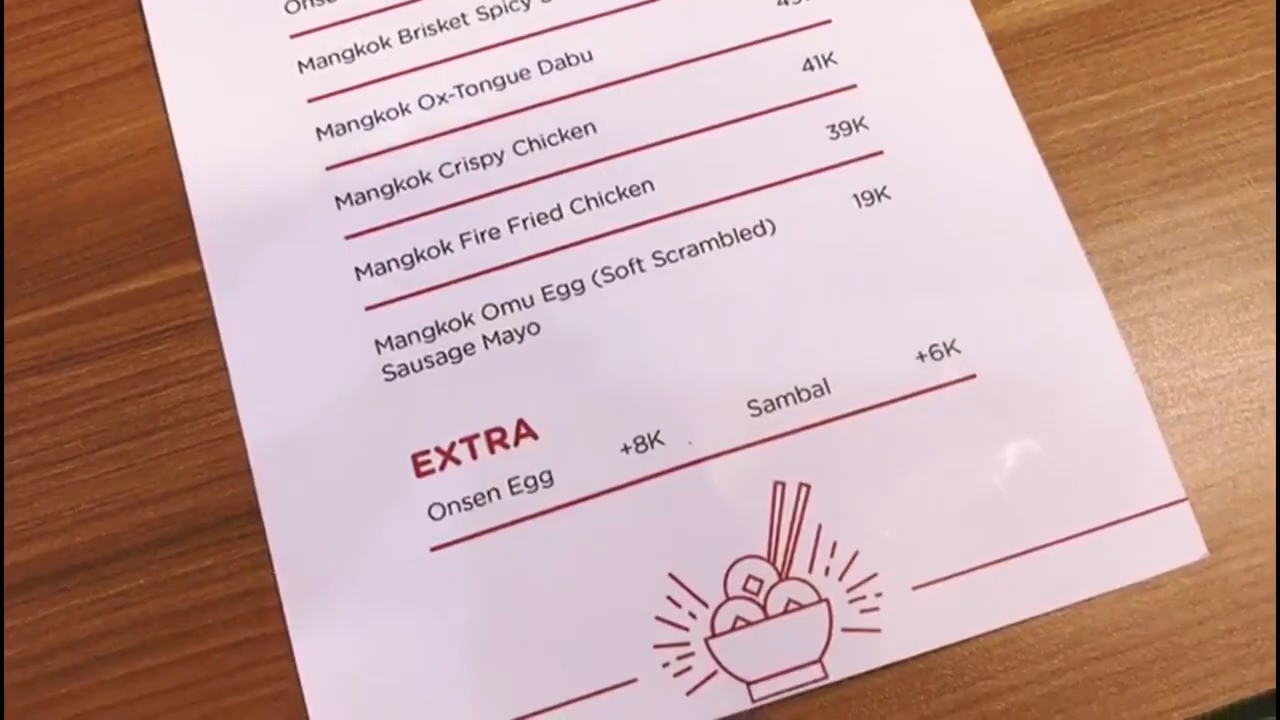 Mangkok Brisket Spicy
Mangkok Ox-Tongue Dabu
Mangkok Crispy Chicken 41K
Mangkok Fire Fried Chicken 39K
Mangkok Omu Egg (Soft Scrambled) 19K
Sausage Mayo
EXTRA
Onsen Egg +8K Sambal +6K